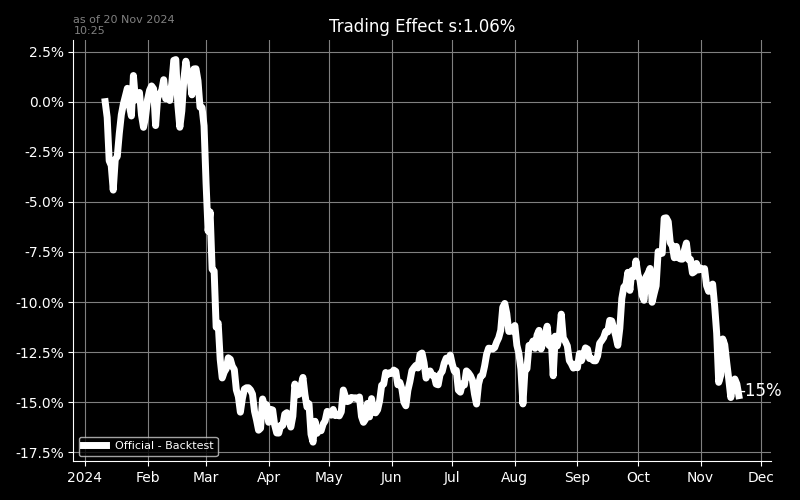 as of 20 Nov 2024
10:25
Trading Effect s:1.06%
2.5%
0.0%
-2.5%
-5.0%
-7.5%
-10.0%
-12.5%
-15.0%
-17.5%
-15%
Official - Backtest
2024 Feb Mar Apr May Jun Jul Aug Sep Oct Nov Dec